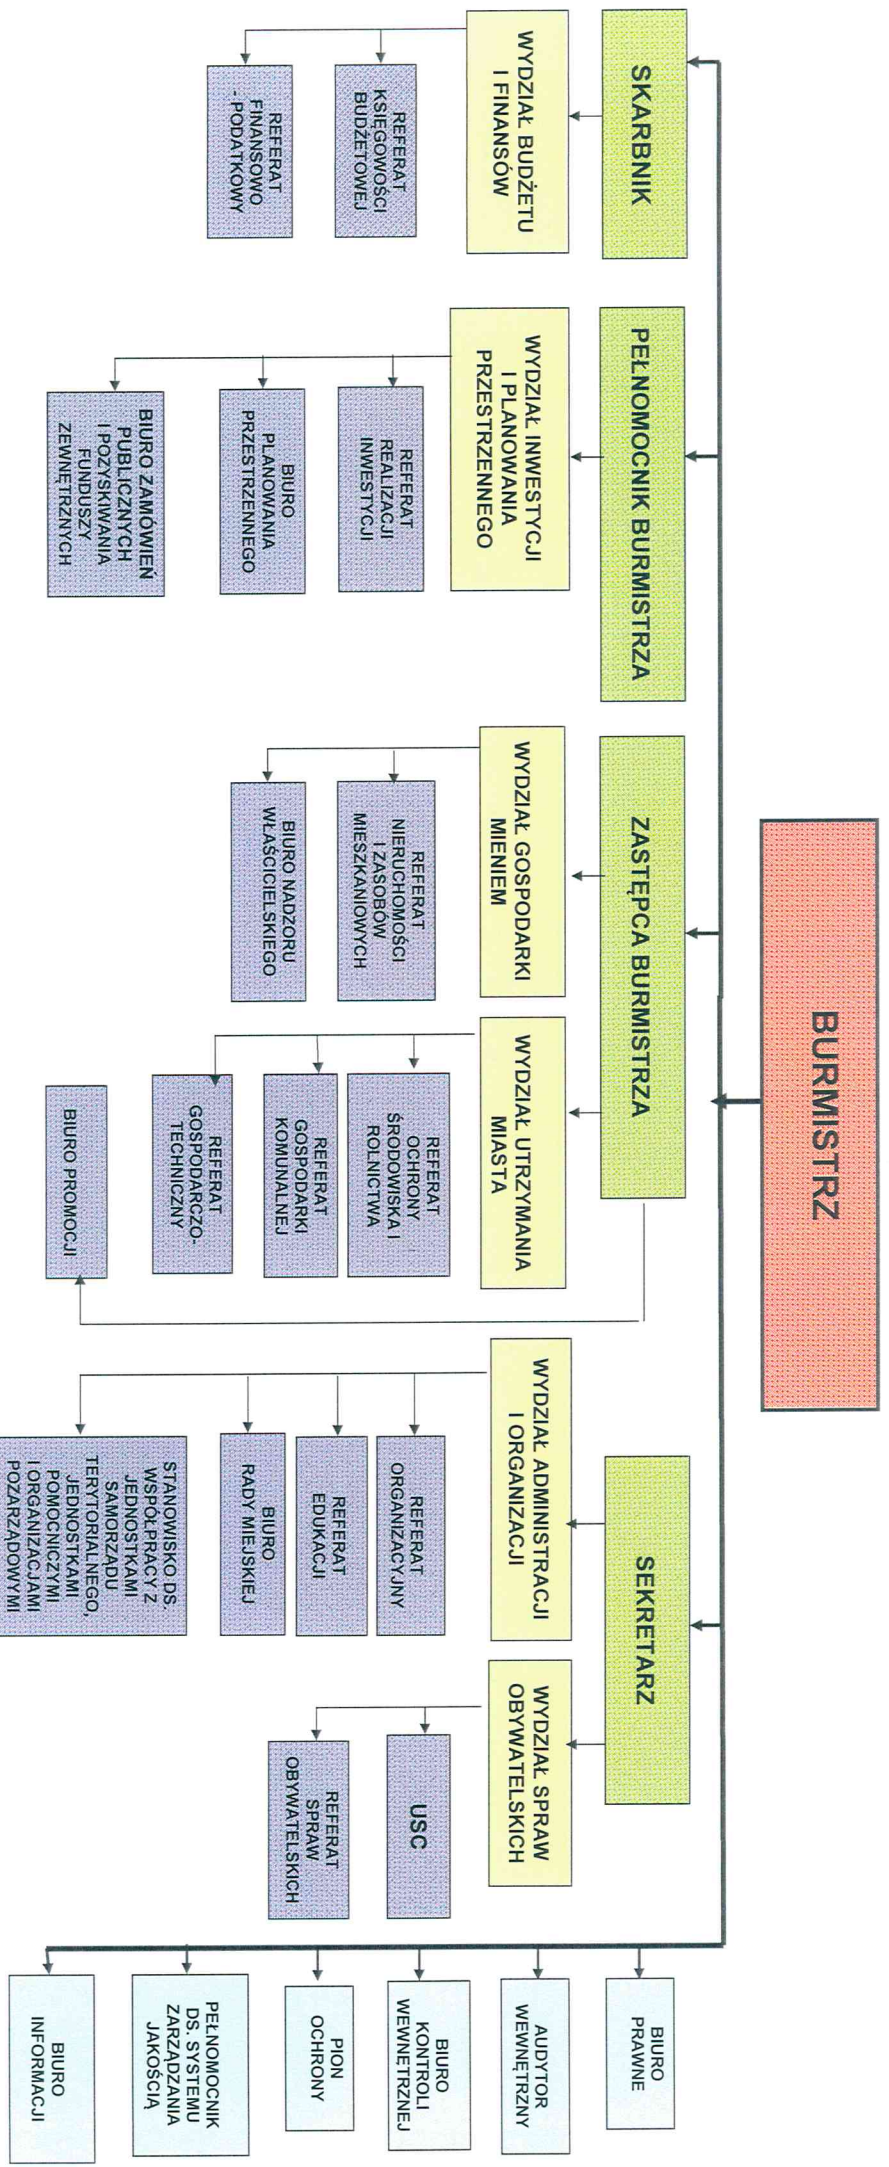 BURMISTRZ
SKARBNIK
PEŁNOMOCNIK BURMISTRZA
ZASTĘPCA BURMISTRZA
SEKRETARZ
WYDZIAŁ BUDŻETU
I FINANSÓW
REFERAT
KSIĘGOWOŚCI
BUDŻETOWEJ
REFERAT
FINANSOWO
- PODATKOWY
WYDZIAŁ INWESTYCJI
I PLANOWANIA
PRZESTRZENNEGO
REFERAT
REALIZACJI
INWESTYCJI
BIURO
PLANOWANIA
PRZESTRZENNEGO
BIURO ZAMÓWIEŃ
PUBLICZNYCH
I POZYSKIWANIA
FUNDUSZY
ZEWNĘTRZNYCH
WYDZIAŁ GOSPODARKI
MIENIEM
REFERAT
NIERUCHOMOŚCI
I ZASOBÓW
MIESZKANIOWYCH
BIURO NADZORU
WŁAŚCICIELSKIEGO
WYDZIAŁ UTRZYMANIA
MIASTA
REFERAT
OCHRONY
ŚRODOWISKA I
ROLNICTWA
REFERAT
GOSPODARKI
KOMUNALNEJ
REFERAT
GOSPODARCZO-
TECHNICZNY
BIURO PROMOCJI
WYDZIAŁ ADMINISTRACJI
I ORGANIZACJI
REFERAT
ORGANIZACYJNY
REFERAT
EDUKACJI
BIURO
RADY MIEJSKIEJ
STANOWISKO DS.
WSPÓŁPRACY Z
JEDNOSTKAMI
SAMORZĄDU
TERYTORIALNEGO,
JEDNOSTKAMI
POMOCNICZYMI
I ORGANIZACJAMI
POZARZĄDOWYMI
WYDZIAŁ SPRAW
OBYWATELSKICH
USC
REFERAT
SPRAW
OBYWATELSKICH
BIURO
PRAWNE
AUDYTOR
WEWNĘTRZNY
BIURO
KONTROLI
WEWNĘTRZNEJ
PION
OCHRONY
PEŁNOMOCNIK
DS. SYSTEMU
ZARZĄDZANIA
JAKOŚCIĄ
BIURO
INFORMACJI